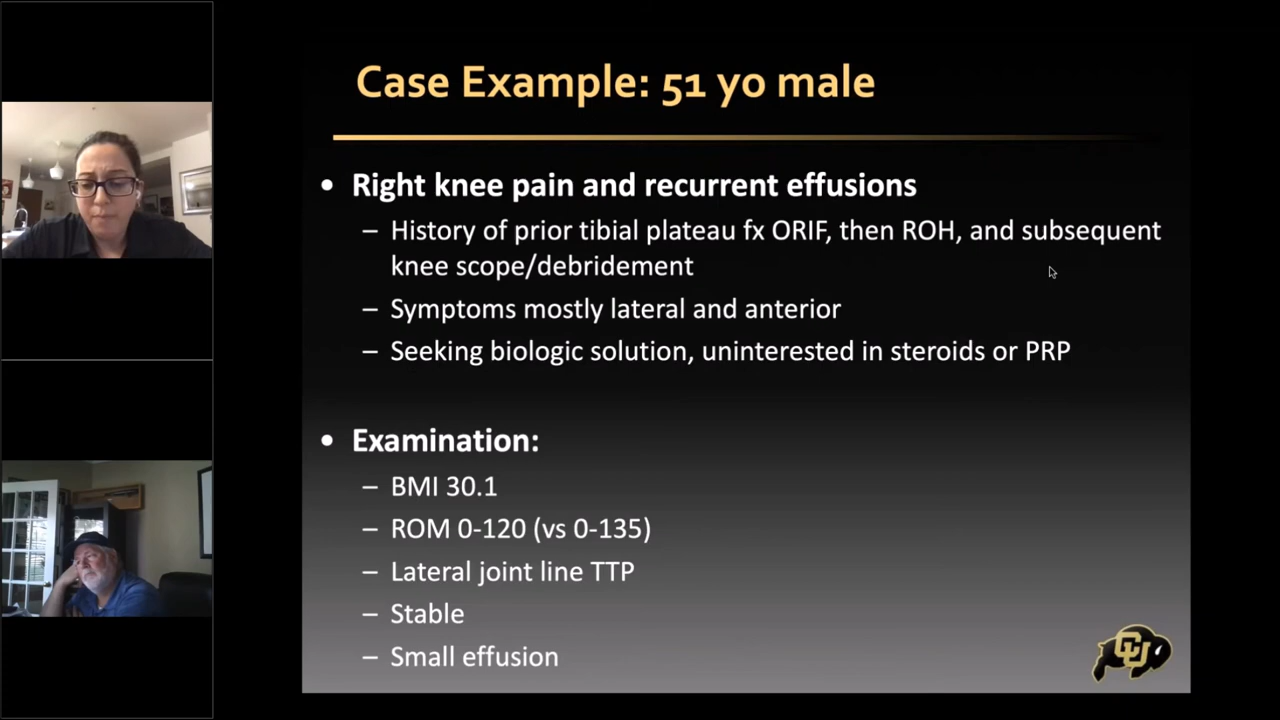 Case Example: 51 yo male
• Right knee pain and recurrent effusions
– History of prior tibial plateau fx ORIF, then ROH, and subsequent
knee scope/debridement
– Symptoms mostly lateral and anterior
– Seeking biologic solution, uninterested in steroids or PRP
• Examination:
– BMI 30.1
– ROM 0-120 (vs 0-135)
– Lateral joint line TTP
– Stable
– Small effusion
CU